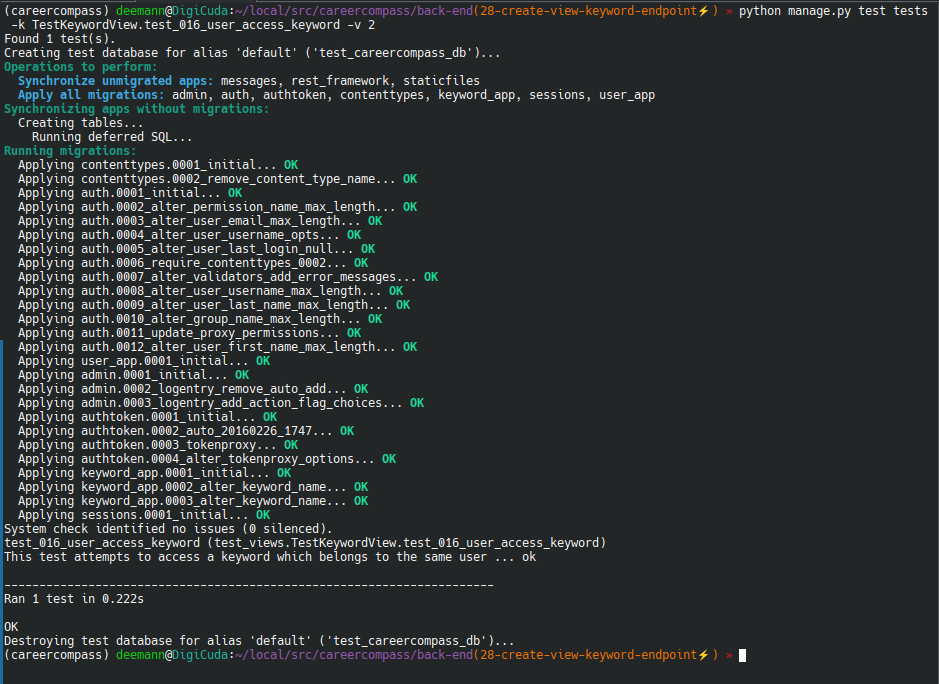 (careercompass) deemann@DigiCuda:~/local/src/careercompass/back-end(28-create-view-keyword-endpoint⚡) » python manage.py test tests
-k TestKeywordView.test_016_user_access_keyword -v 2
Found 1 test(s).
Creating test database for alias 'default' ('test_careercompass_db')...
Operations to perform:
  Synchronize unmigrated apps: messages, rest_framework, staticfiles
  Apply all migrations: admin, auth, authtoken, contenttypes, keyword_app, sessions, user_app
Synchronizing apps without migrations:
  Creating tables...
    Running deferred SQL...
Running migrations:
  Applying contenttypes.0001_initial... OK
  Applying contenttypes.0002_remove_content_type_name... OK
  Applying auth.0001_initial... OK
  Applying auth.0002_alter_permission_name_max_length... OK
  Applying auth.0003_alter_user_email_max_length... OK
  Applying auth.0004_alter_user_username_opts... OK
  Applying auth.0005_alter_user_last_login_null... OK
  Applying auth.0006_require_contenttypes_0002... OK
  Applying auth.0007_alter_validators_add_error_messages... OK
  Applying auth.0008_alter_user_username_max_length... OK
  Applying auth.0009_alter_user_last_name_max_length... OK
  Applying auth.0010_alter_group_name_max_length... OK
  Applying auth.0011_update_proxy_permissions... OK
  Applying auth.0012_alter_user_first_name_max_length... OK
  Applying user_app.0001_initial... OK
  Applying admin.0001_initial... OK
  Applying admin.0002_logentry_remove_auto_add... OK
  Applying admin.0003_logentry_add_action_flag_choices... OK
  Applying authtoken.0001_initial... OK
  Applying authtoken.0002_auto_20160226_1747... OK
  Applying authtoken.0003_tokenproxy... OK
  Applying authtoken.0004_alter_tokenproxy_options... OK
  Applying keyword_app.0001_initial... OK
  Applying keyword_app.0002_alter_keyword_name... OK
  Applying keyword_app.0003_alter_keyword_name... OK
  Applying sessions.0001_initial... OK
System check identified no issues (0 silenced).
test_016_user_access_keyword (test_views.TestKeywordView.test_016_user_access_keyword)
This test attempts to access a keyword which belongs to the same user ... ok
----------------------------------------------------------------------
Ran 1 test in 0.222s
OK
Destroying test database for alias 'default' ('test_careercompass_db')...
(careercompass) deemann@DigiCuda:~/local/src/careercompass/back-end(28-create-view-keyword-endpoint⚡) »